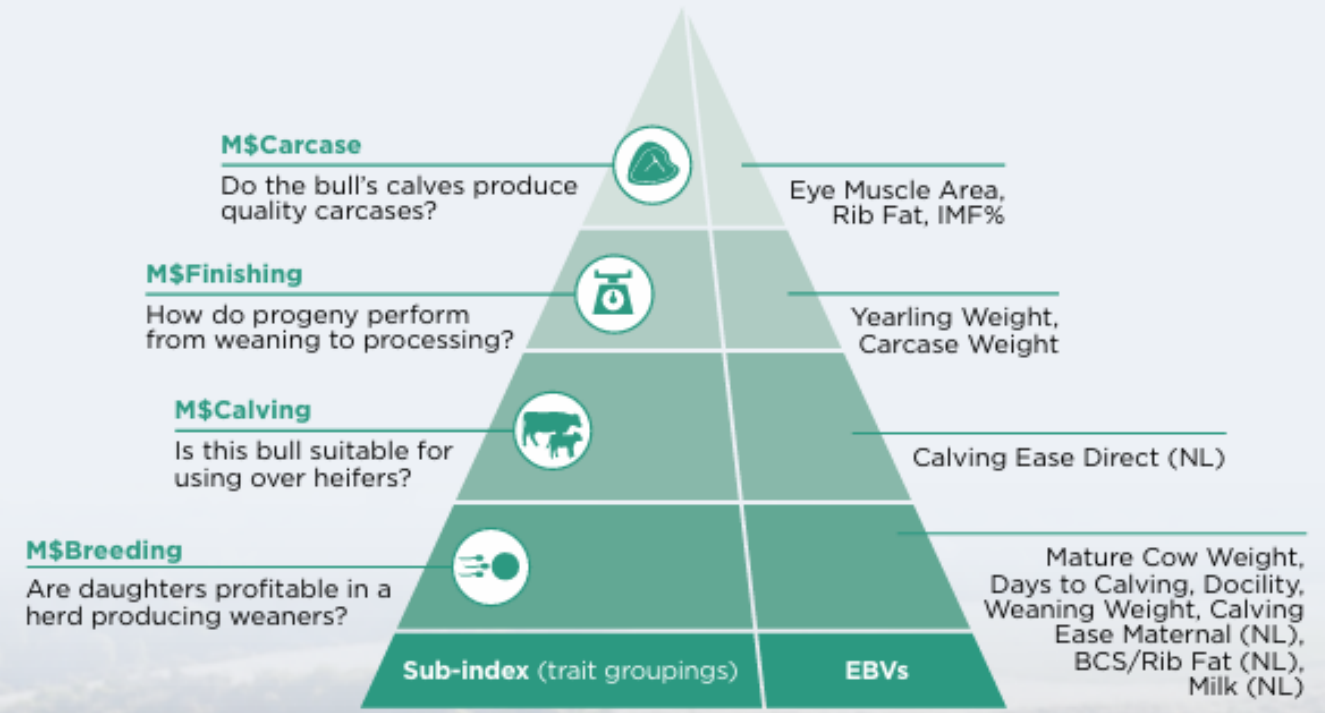 M$Carcase
Do the bull's calves produce
quality carcases?
Eye Muscle Area,
Rib Fat, IMF%
M$Finishing
How do progeny perform
from weaning to processing?
Yearling Weight,
Carcase Weight
M$Calving
Is this bull suitable for
using over heifers?
Calving Ease Direct (NL)
M$Breeding
Are daughters profitable in a
herd producing weaners?
Mature Cow Weight,
Days to Calving, Docility,
Weaning Weight, Calving
Ease Maternal (NL),
BCS/Rib Fat (NL),
Milk (NL)
Sub-index (trait groupings)
EBVs